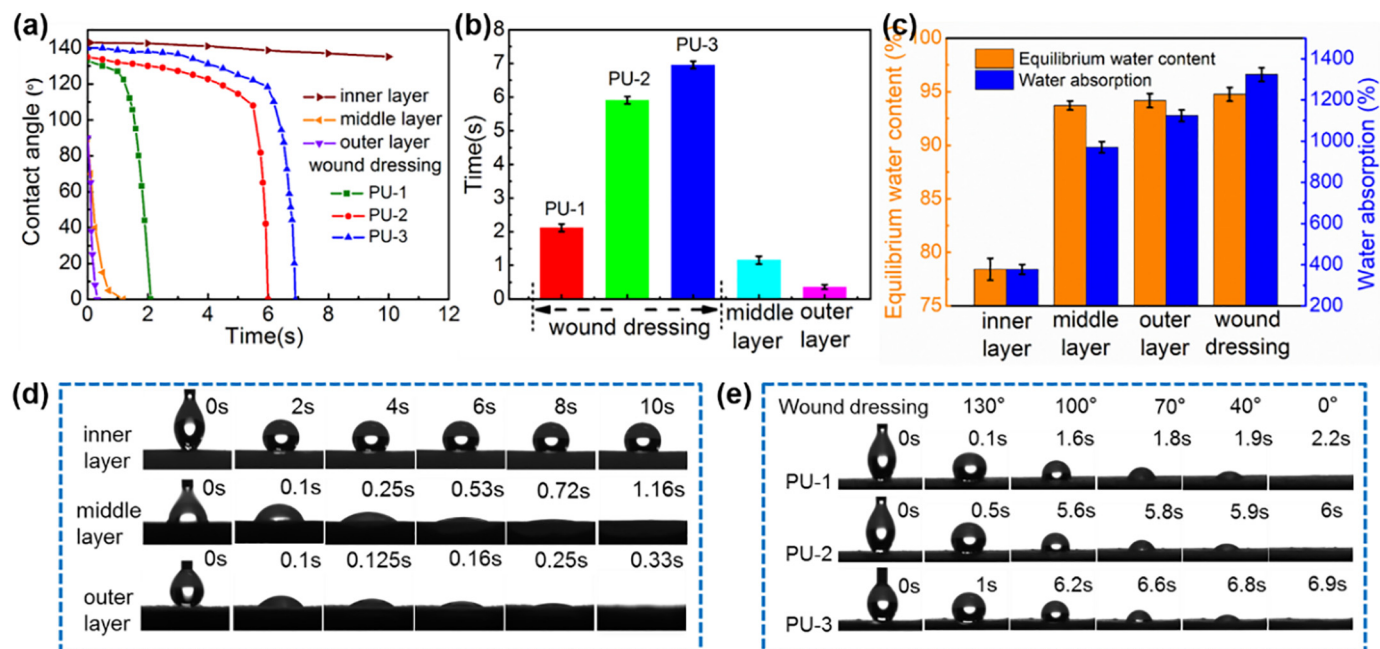 (a)
140
120
100
80
60
40
20
0
Contact angle (°)
0 2 4 6 8 10 12
Time(s)
inner layer
middle layer
outer layer
wound dressing
PU-1
PU-2
PU-3
(b)
8
7
6
5
4
3
2
1
0
Time(s)
PU-1
PU-2
PU-3
wound dressing
middle layer
outer layer
(c)
100
95
90
85
80
75
Equilibrium water content (%)
Equilibrium water content
Water absorption
1400
1200
1000
800
600
400
200
Water absorption (%)
inner layer
middle layer
outer layer
wound dressing
(d)
0s 2s 4s 6s 8s 10s
inner layer
0s 0.1s 0.25s 0.53s 0.72s 1.16s
middle layer
0s 0.1s 0.125s 0.16s 0.25s 0.33s
outer layer
(e)
Wound dressing 130° 100° 70° 40° 0°
0s 0.1s 1.6s 1.8s 1.9s 2.2s
PU-1
0s 0.5s 5.6s 5.8s 5.9s 6s
PU-2
0s 1s 6.2s 6.6s 6.8s 6.9s
PU-3